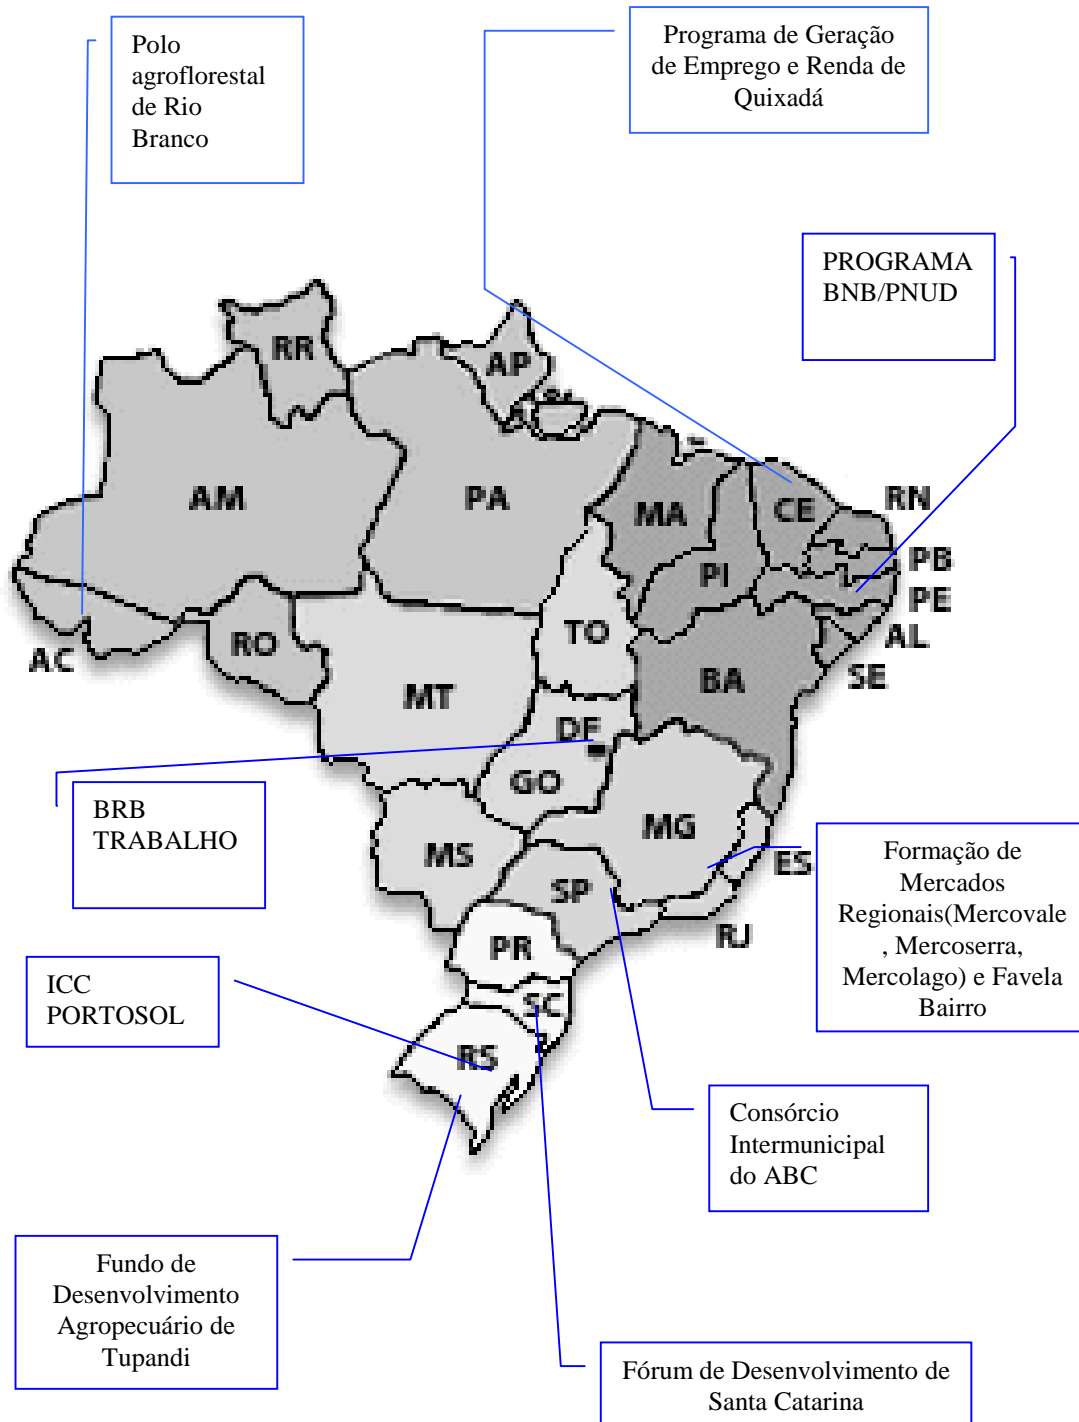 Polo
agroflorestal
de Rio
Branco
Programa de Geração
de Emprego e Renda de
Quixadá
PROGRAMA
BNB/PNUD
RR
AP
AM
PA
MA
CE
RN
PB
PI
PE
AL
TO
SE
AC
RO
BA
MT
DF
GO
BRB
TRABALHO
MG
MS
ES
Formação de
Mercados
Regionais(Mercovale
, Mercoserra,
Mercolago) e Favela
Bairro
SP
RJ
PR
ICC
PORTOSOL
SC
RS
Consórcio
Intermunicipal
do ABC
Fundo de
Desenvolvimento
Agropecuário de
Tupandi
Fórum de Desenvolvimento de
Santa Catarina